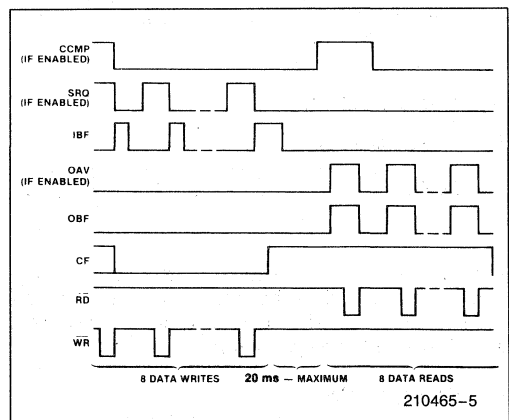 CCMP
(IF ENABLED)
SRQ
(IF ENABLED)
IBF
OAV
(IF ENABLED)
OBF
CF
RD
WR
8 DATA WRITES 20 ms — MAXIMUM 8 DATA READS
210465-5